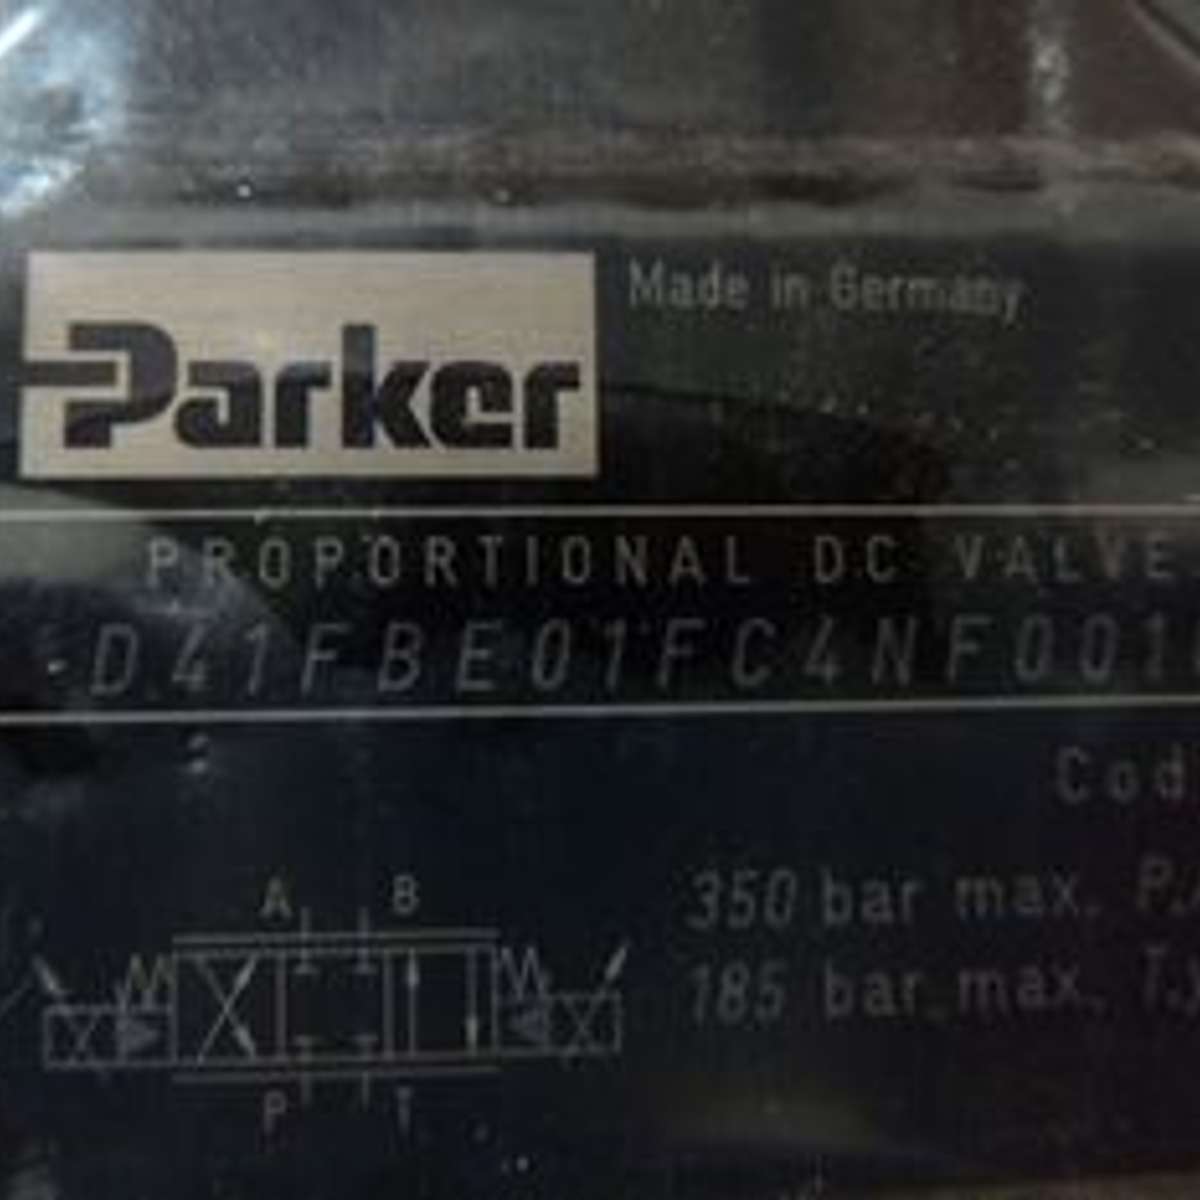 Parker
Made in Germany
PROPORTIONAL DC VALVE
D41FBE01FC4NF001
Cod
A B
350 bar max. P.
185 bar max. T.
P T